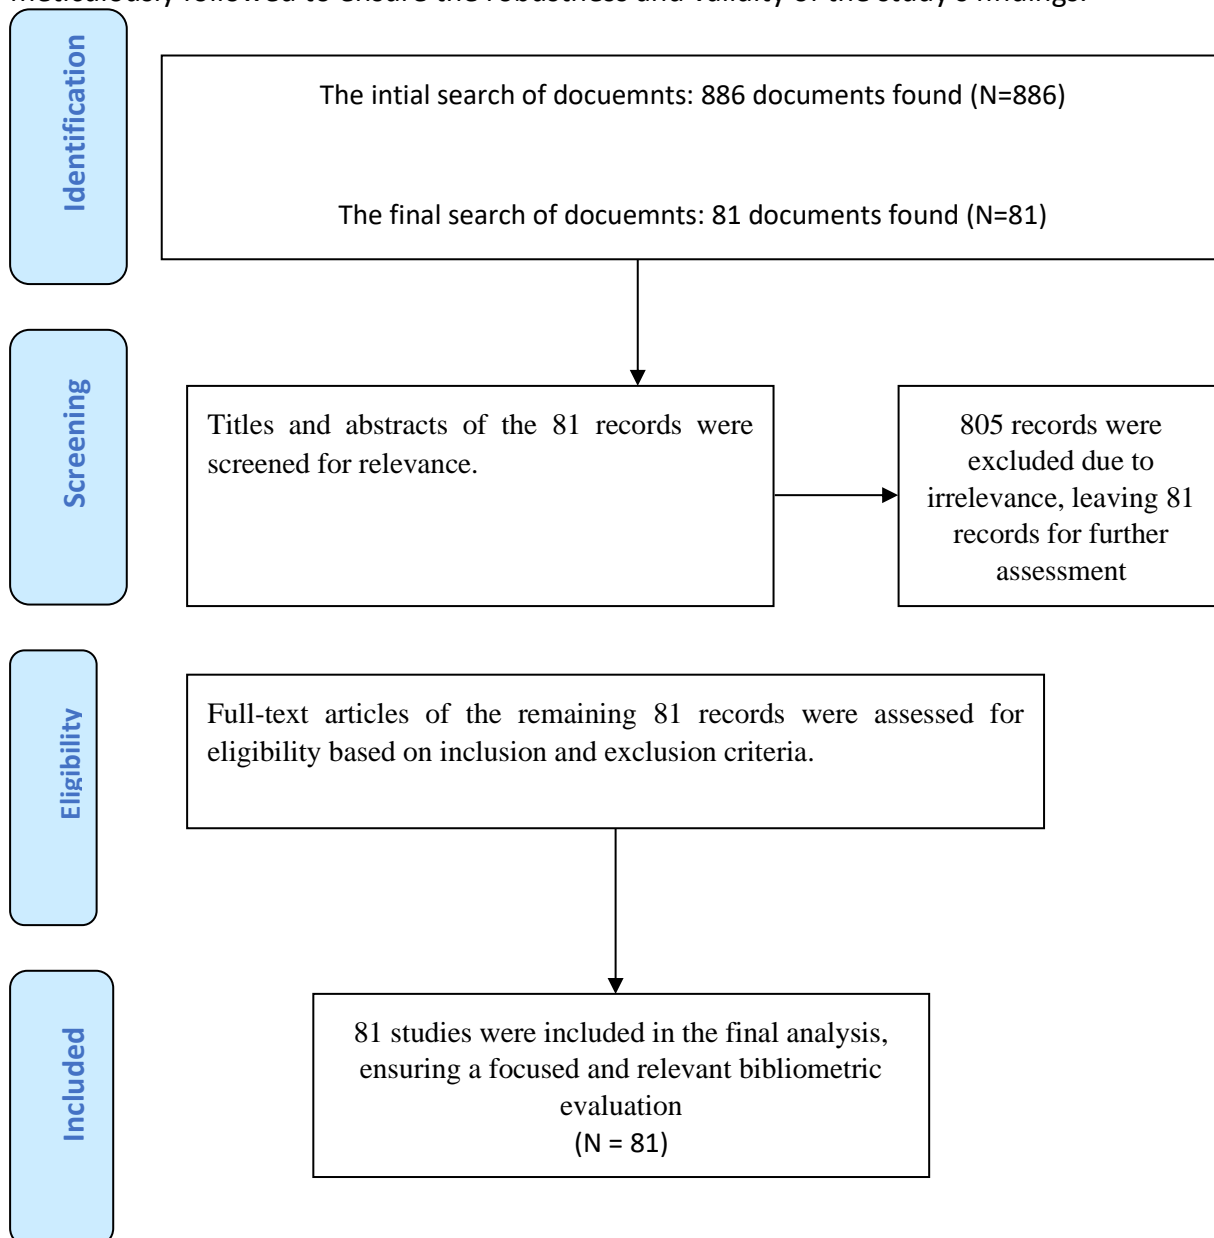 meticulously followed to ensure the robustness and validity of the study's findings.
Identification
The intial search of docuemnts: 886 documents found (N=886)
The final search of docuemnts: 81 documents found (N=81)
Screening
Titles and abstracts of the 81 records were
screened for relevance.
805 records were
excluded due to
irrelevance, leaving 81
records for further
assessment
Eligibility
Full-text articles of the remaining 81 records were assessed for
eligibility based on inclusion and exclusion criteria.
Included
81 studies were included in the final analysis,
ensuring a focused and relevant bibliometric
evaluation
(N = 81)